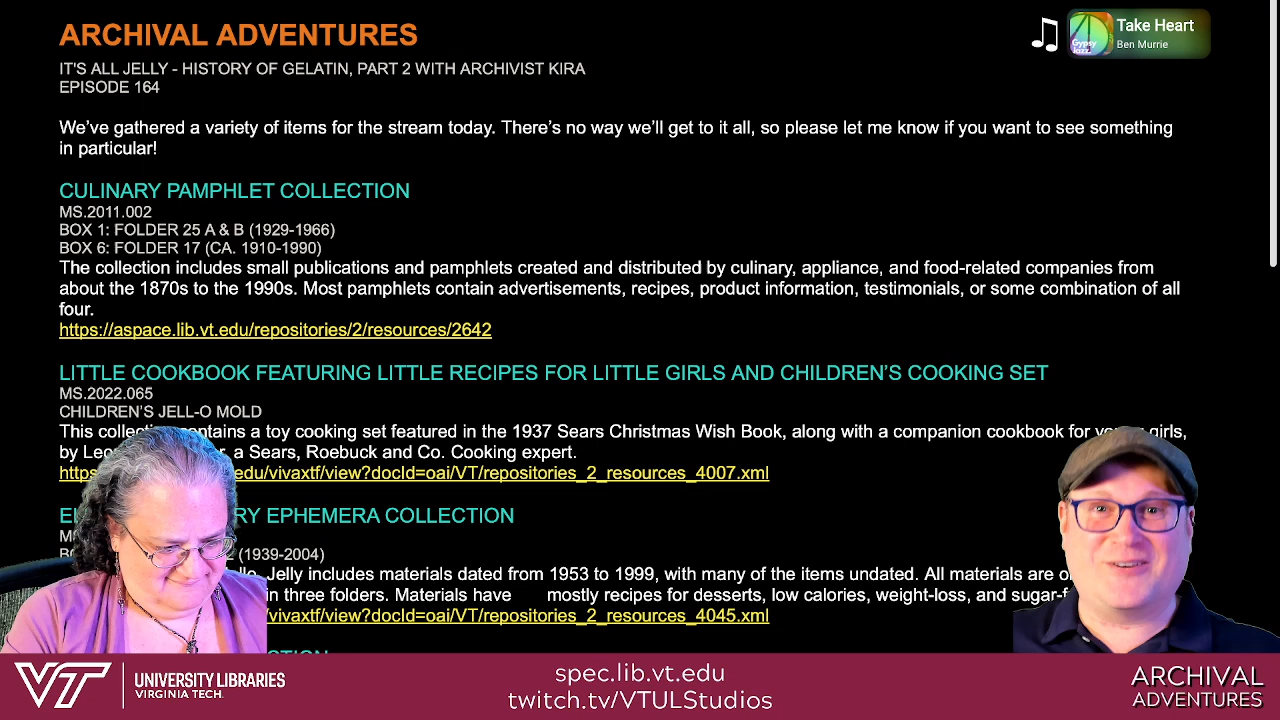 ARCHIVAL ADVENTURES
Take Heart
Ben Murrie
Gypsy
Jazz
IT'S ALL JELLY - HISTORY OF GELATIN, PART 2 WITH ARCHIVIST KIRA
EPISODE 164
We've gathered a variety of items for the stream today. There's no way we'll get to it all, so please let me know if you want to see something
in particular!
CULINARY PAMPHLET COLLECTION
MS.2011.002
BOX 1: FOLDER 25 A & B (1929-1966)
BOX 6: FOLDER 17 (CA. 1910-1990)
The collection includes small publications and pamphlets created and distributed by culinary, appliance, and food-related companies from
about the 1870s to the 1990s. Most pamphlets contain advertisements, recipes, product information, testimonials, or some combination of all
four.
https://aspace.lib.vt.edu/repositories/2/resources/2642
LITTLE COOKBOOK FEATURING LITTLE RECIPES FOR LITTLE GIRLS AND CHILDREN'S COOKING SET
MS.2022.065
CHILDREN'S JELL-O MOLD
This contains a toy cooking set featured in the 1937 Sears Christmas Wish Book, along with a companion cookbook for girls,
by a Sears, Roebuck and Co. Cooking expert.
edu/vivaxtf/view?docId=oai/VT/repositories_2_resources_4007.xml
EPHEMERA COLLECTION
(1939-2004)
Jelly includes materials dated from 1953 to 1999, with many of the items undated. All materials are
in three folders. Materials have mostly recipes for desserts, low calories, weight-loss, and
/vivaxtf/view?docId=oai/VT/repositories_2_resources_4045.xml
VT
UNIVERSITY LIBRARIES
VIRGINIA TECH.
spec.lib.vt.edu
twitch.tv/VTULStudios
ARCHIVAL
ADVENTURES